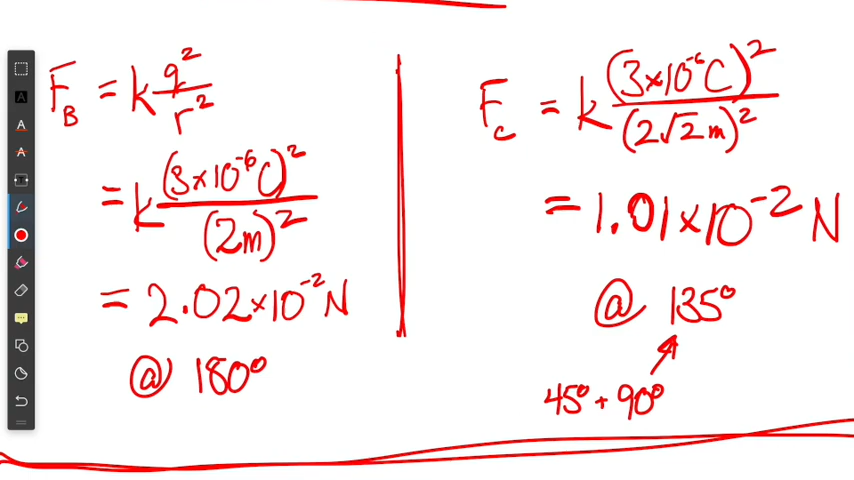 F_B = k q²/r²
= k (3×10⁻⁶C)²/(2m)²
= 2.02×10⁻²N
@ 180°
F_C = k (3×10⁻⁶C)²/(2√2m)²
= 1.01×10⁻² N
@ 135°
45° + 90°